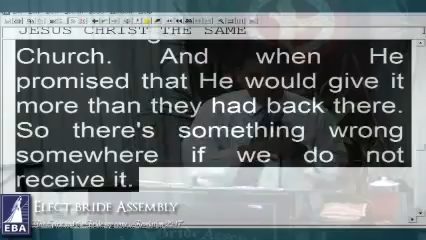 JESUS CHRIST THE SAME
Church. And when He
promised that He would give it
more than they had back there.
So there's something wrong
somewhere if we do not
receive it.
ELECT BRIDE ASSEMBLY
EBA